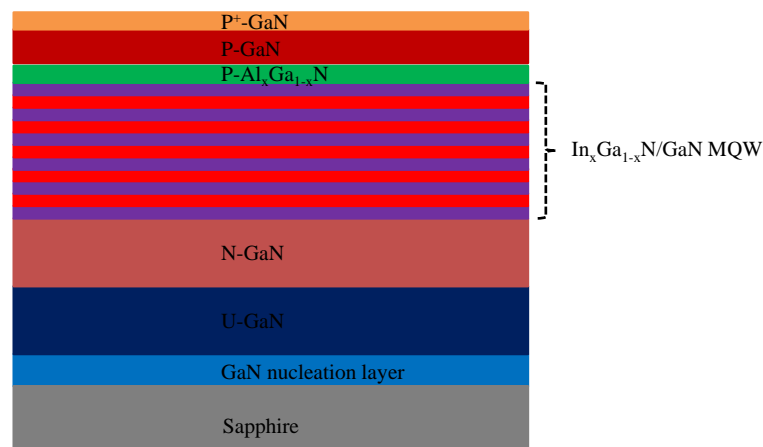 P⁺-GaN
P-GaN
P-AlₓGa₁₋ₓN
InₓGa₁₋ₓN/GaN MQW
N-GaN
U-GaN
GaN nucleation layer
Sapphire